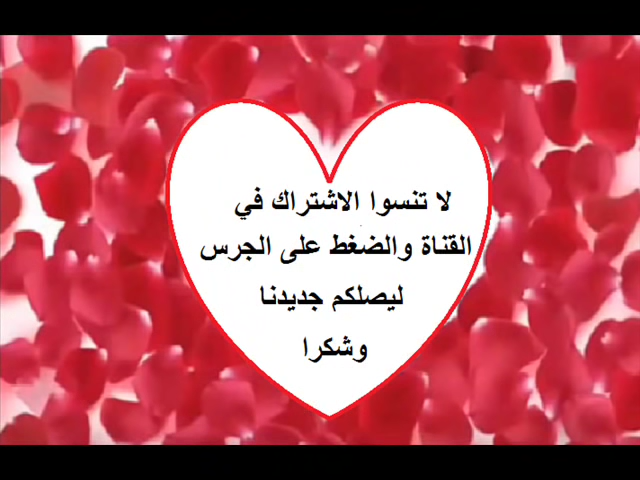 لا تنسوا الاشتراك في
القناة والضغط على الجرس
ليصلكم جديدنا
وشكرا